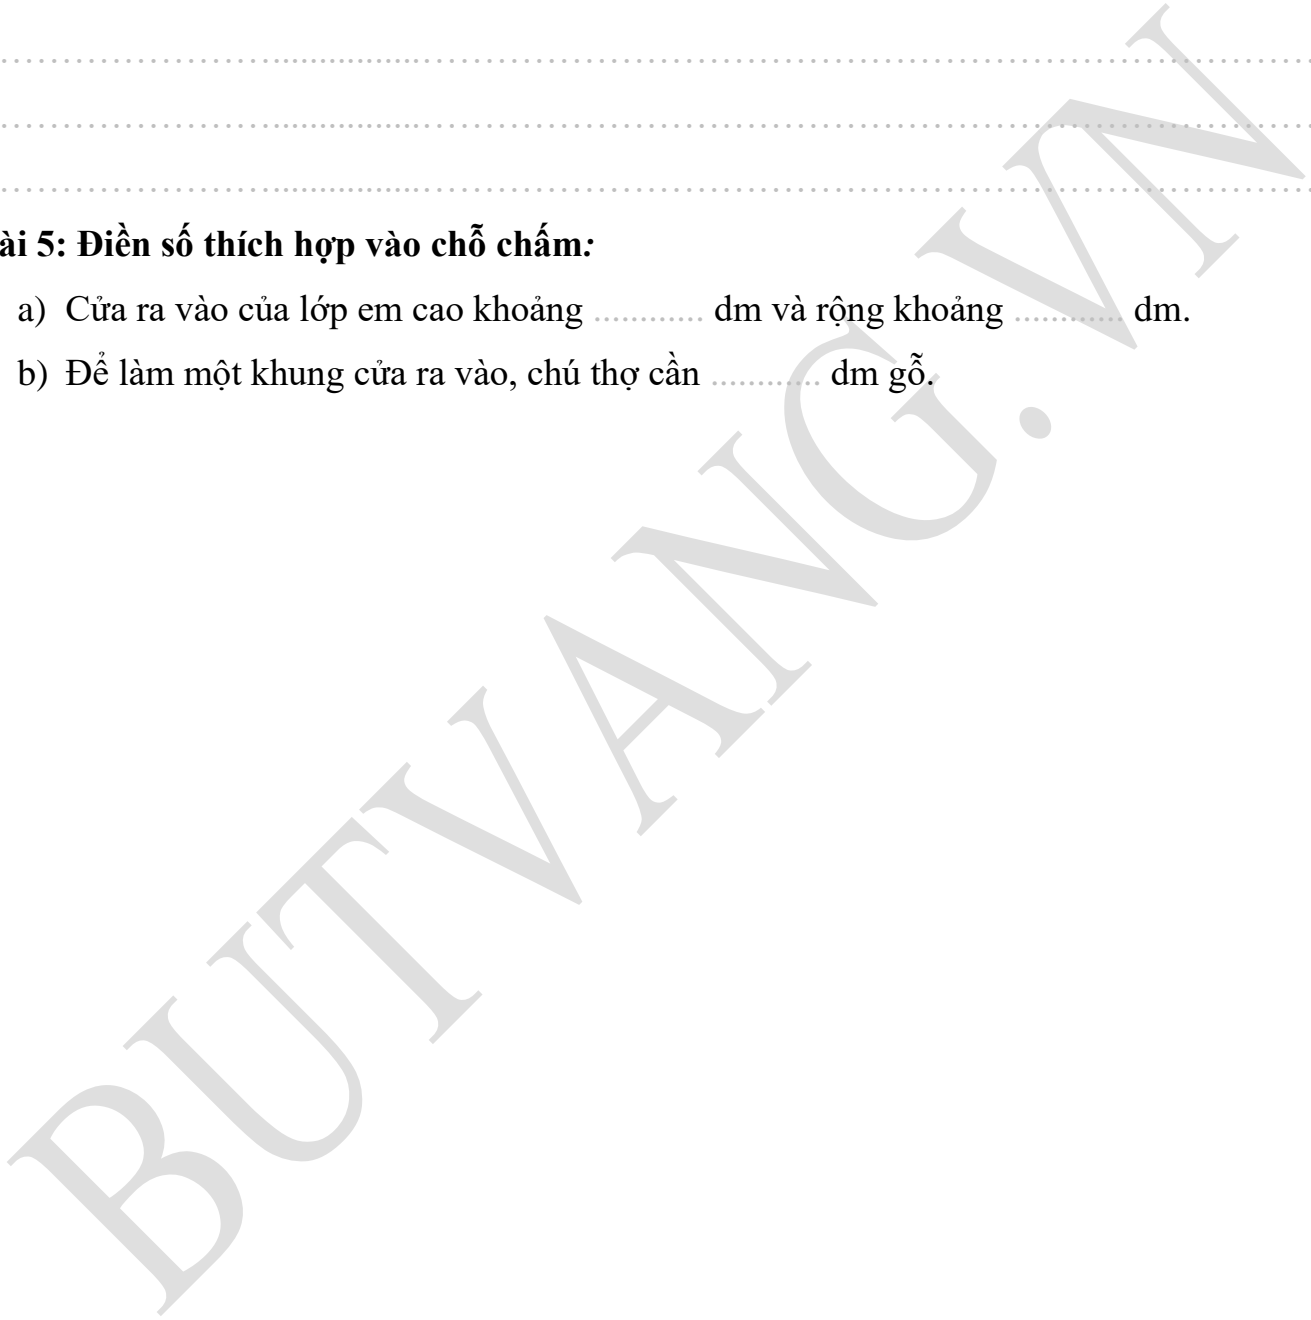 ài 5: Điền số thích hợp vào chỗ chấm:
a) Cửa ra vào của lớp em cao khoảng ............ dm và rộng khoảng ............ dm.
b) Để làm một khung cửa ra vào, chú thợ cần ............ dm gỗ.
BUTVANG.VN